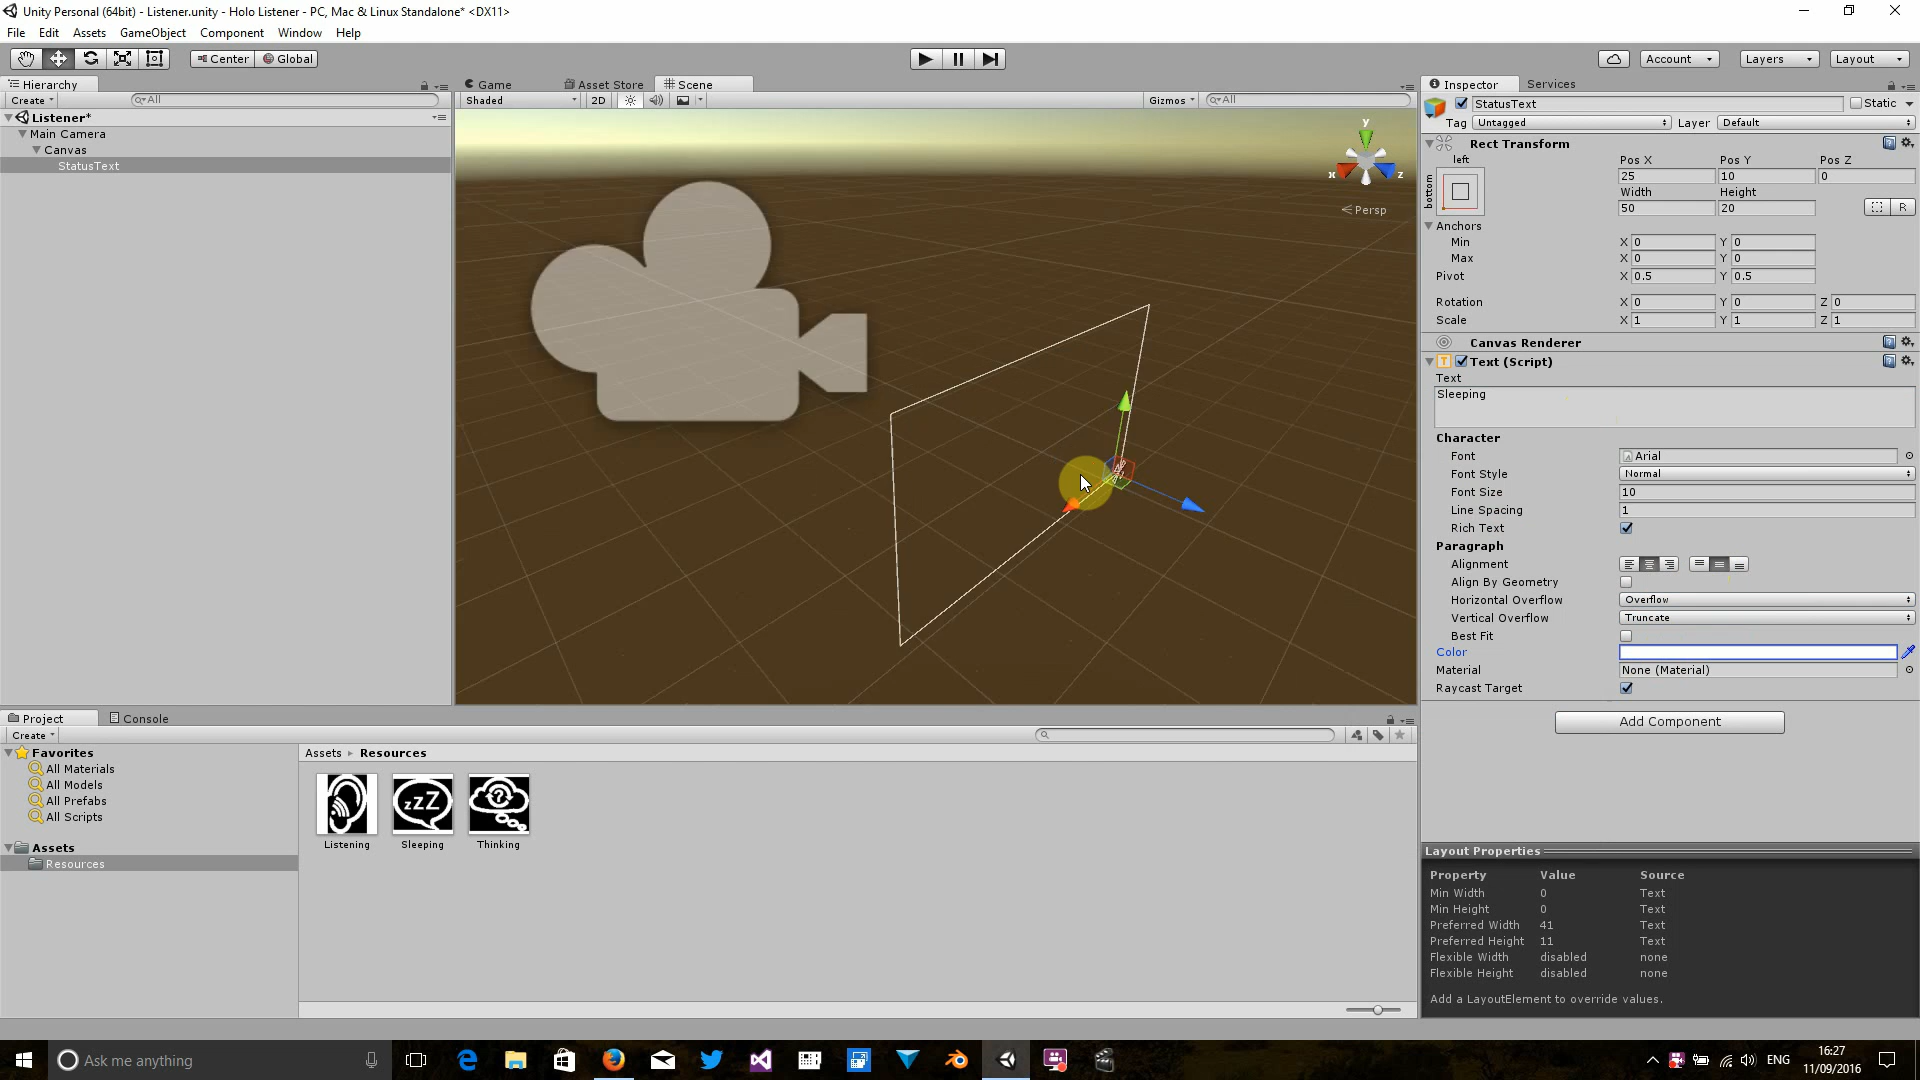 Unity Personal (64bit) - Listener.unity - Holo Listener - PC, Mac & Linux Standalone* <DX11>
File Edit Assets GameObject Component Window Help
Center Global Account Layers Layout
Hierarchy
Create All
Listener*
Main Camera
Canvas
StatusText
Game Asset Store Scene
Shaded 2D Gizmos All
y
x z
Persp
Inspector Services
StatusText Static
Tag Untagged Layer Default
Rect Transform
left
bottom
Pos X Pos Y Pos Z
25 10 0
Width Height
50 20 R
Anchors
Min X 0 Y 0
Max X 0 Y 0
Pivot X 0.5 Y 0.5
Rotation X 0 Y 0 Z 0
Scale X 1 Y 1 Z 1
Canvas Renderer
T Text (Script)
Text
Sleeping
Character
Font Arial
Font Style Normal
Font Size 10
Line Spacing 1
Rich Text
Paragraph
Alignment
Align By Geometry
Horizontal Overflow Overflow
Vertical Overflow Truncate
Best Fit
Color
Material None (Material)
Raycast Target
Add Component
Layout Properties
Property Value Source
Min Width 0 Text
Min Height 0 Text
Preferred Width 41 Text
Preferred Height 11 Text
Flexible Width disabled none
Flexible Height disabled none
Add a LayoutElement to override values.
Project Console
Create
Favorites
All Materials
All Models
All Prefabs
All Scripts
Assets
Resources
Assets Resources
zzZ ?
Listening Sleeping Thinking
Ask me anything
ENG 16:27
11/09/2016